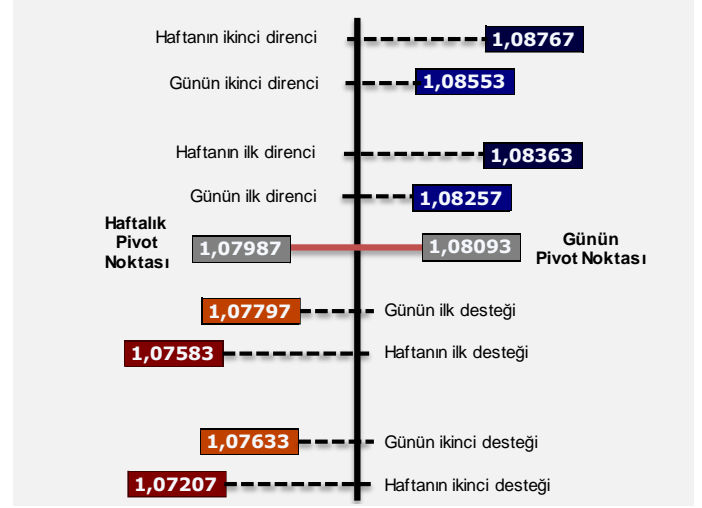 Haftanın ikinci direnci 1,08767
Günün ikinci direnci 1,08553
Haftanın ilk direnci 1,08363
Günün ilk direnci 1,08257
Haftalık
Pivot
Noktası
1,07987
1,08093
Günün
Pivot Noktası
1,07797 Günün ilk desteği
1,07583 Haftanın ilk desteği
1,07633 Günün ikinci desteği
1,07207 Haftanın ikinci desteği